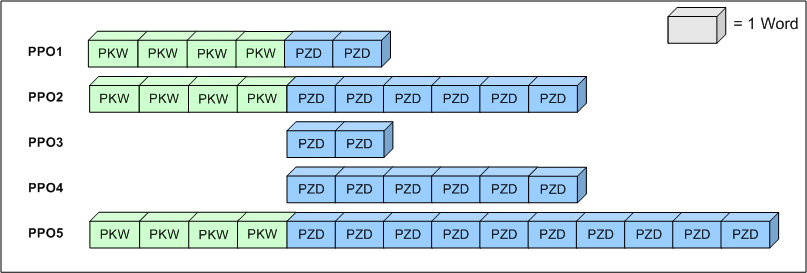 = 1 Word
PPO1 PKW PKW PKW PKW PZD PZD
PPO2 PKW PKW PKW PKW PZD PZD PZD PZD PZD PZD
PPO3 PZD PZD
PPO4 PZD PZD PZD PZD PZD PZD
PPO5 PKW PKW PKW PKW PZD PZD PZD PZD PZD PZD PZD PZD PZD PZD